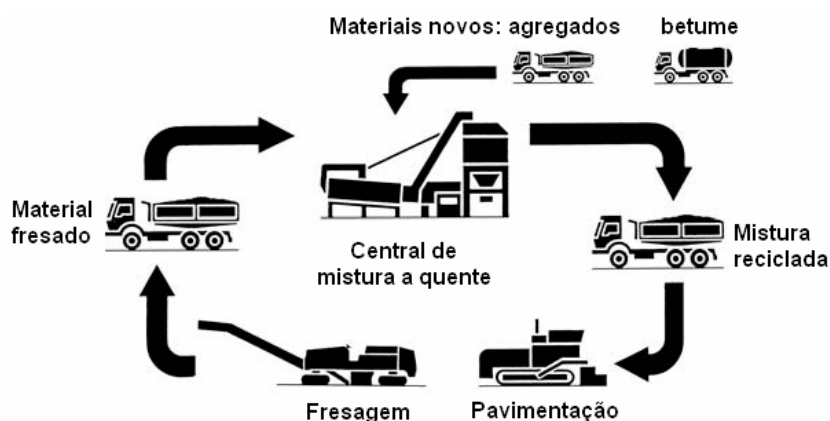 Materiais novos: agregados betume
Material
fresado
Central de
mistura a quente
Mistura
reciclada
Fresagem
Pavimentação